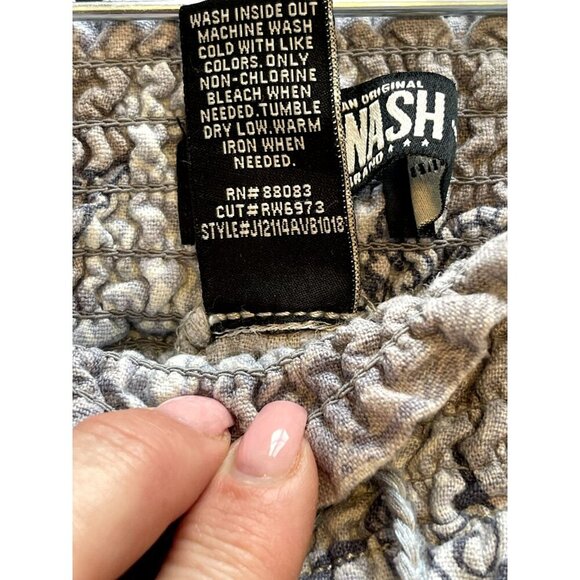 WASH INSIDE OUT
MACHINE WASH
COLD WITH LIKE
COLORS. ONLY
NON-CHLORINE
BLEACH WHEN
NEEDED.TUMBLE
DRY LOW.WARM
IRON WHEN
NEEDED.
RN# 88083
CUT#RW6973
STYLE#J12114AVB1018
AN ORIGINAL
WASH
BRAND